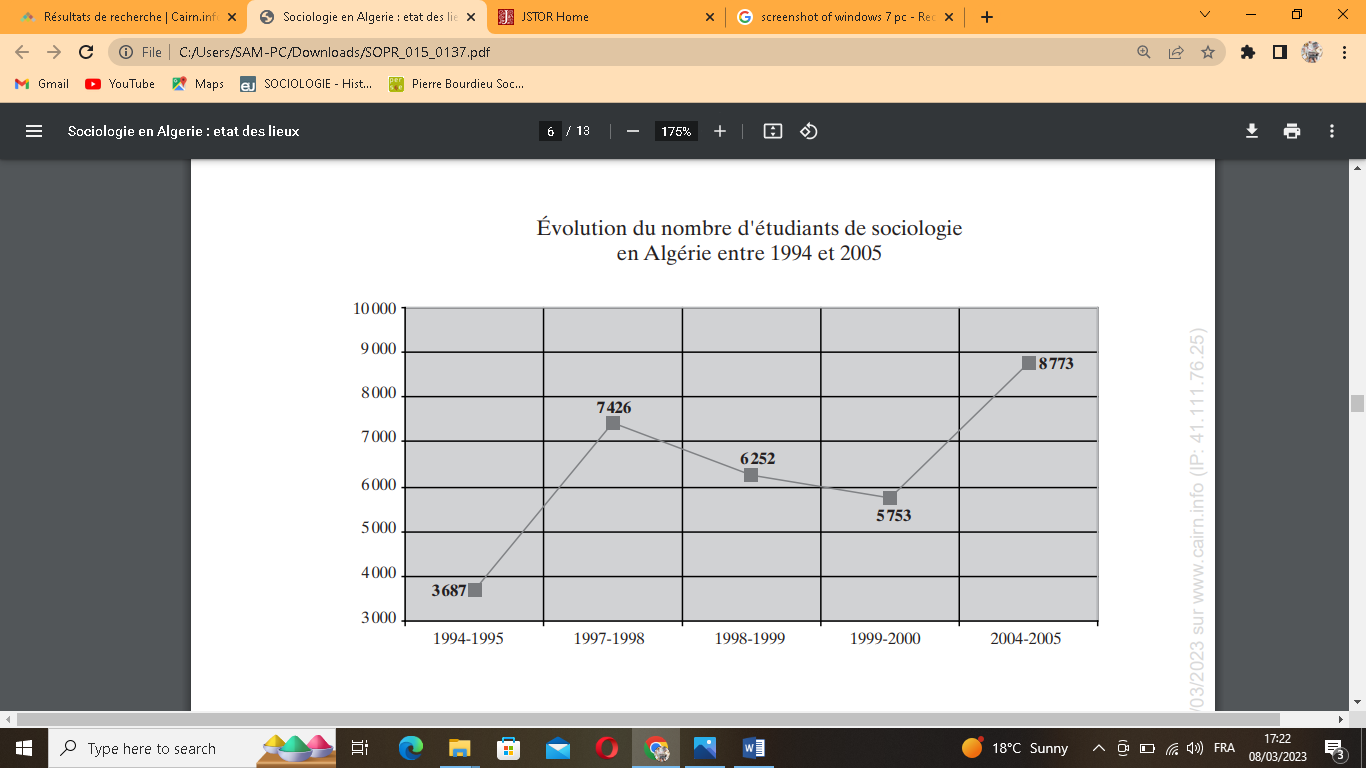 Résultats de recherche | Cairn.inf
Sociologie en Algerie : etat des lie
JSTOR Home
screenshot of windows 7 pc - Rec
File
C:/Users/SAM-PC/Downloads/SOPR_015_0137.pdf
Gmail
YouTube
Maps
SOCIOLOGIE - Hist...
Pierre Bourdieu Soc...
Sociologie en Algerie : etat des lieux
6 / 13
175%
Évolution du nombre d'étudiants de sociologie
en Algérie entre 1994 et 2005
10 000
9 000
8 000
7 000
6 000
5 000
4 000
3 000
3 687
7 426
6 252
5 753
8 773
1994-1995
1997-1998
1998-1999
1999-2000
2004-2005
/03/2023 sur www.cairn.info (IP: 41.111.76.25)
Type here to search
18°C Sunny
FRA
17:22
08/03/2023
3